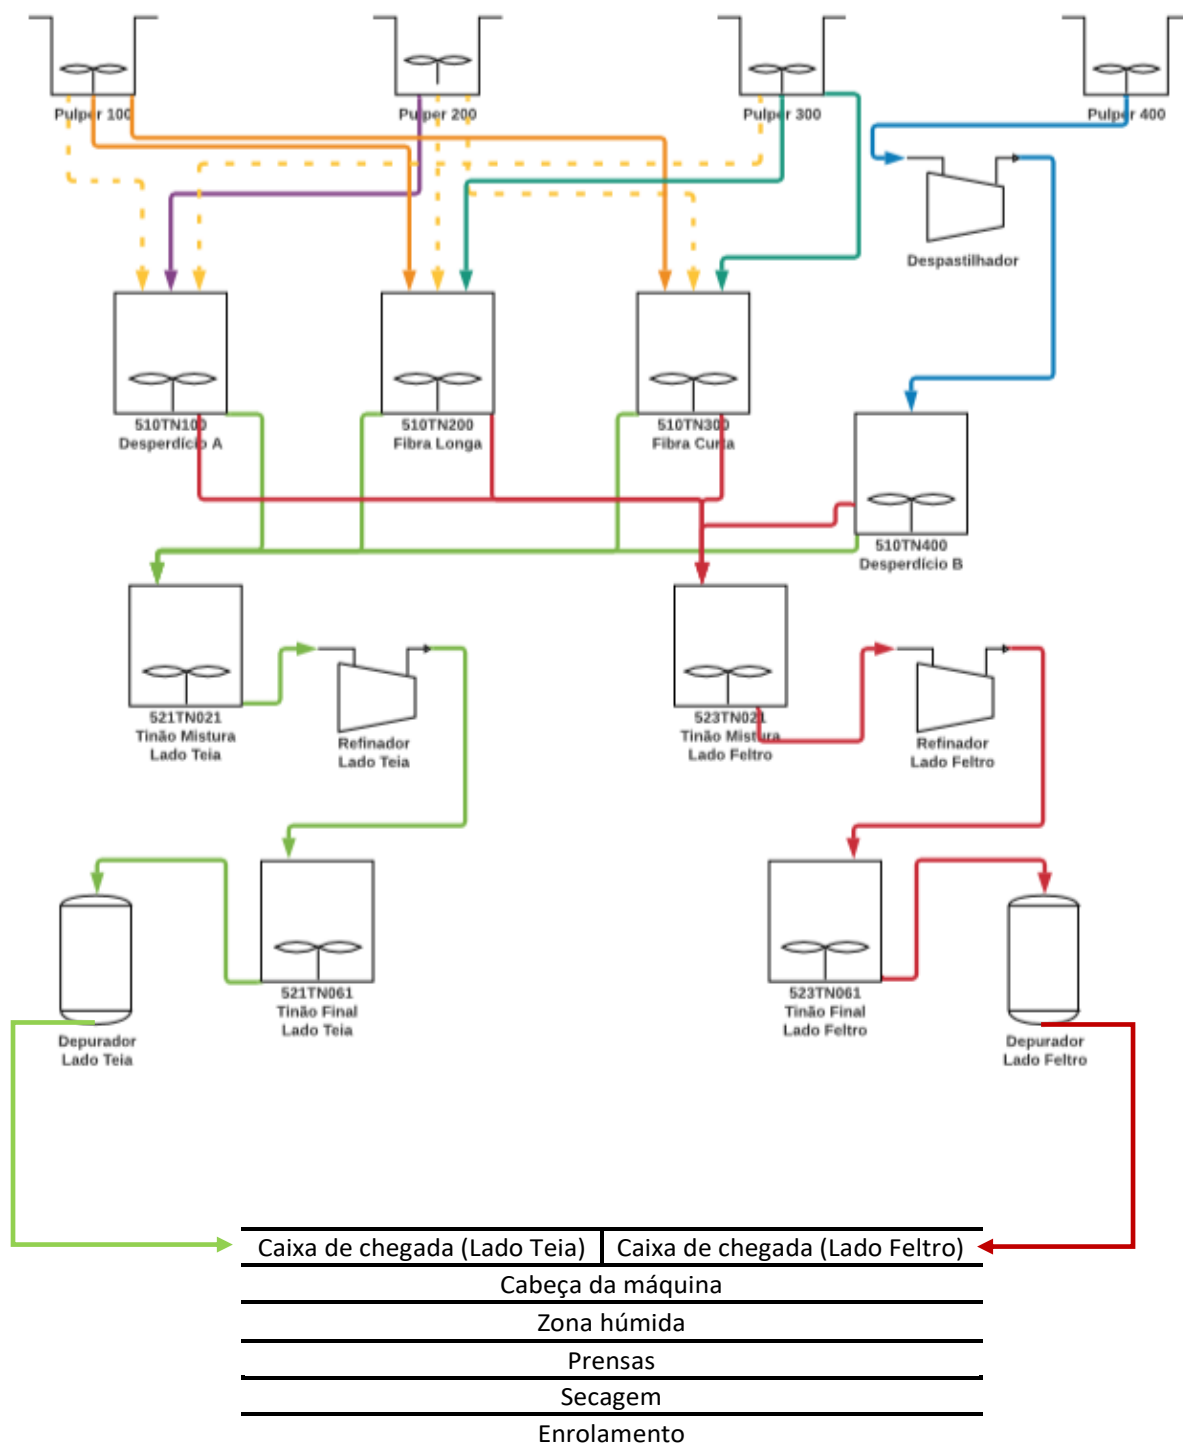 Pulper 100
Pulper 200
Pulper 300
Pulper 400
Despastilhador
510TN100
Desperdício A
510TN200
Fibra Longa
510TN300
Fibra Curta
510TN400
Desperdício B
521TN021
Tinão Mistura
Lado Teia
Refinador
Lado Teia
523TN021
Tinão Mistura
Lado Feltro
Refinador
Lado Feltro
521TN061
Tinão Final
Lado Teia
523TN061
Tinão Final
Lado Feltro
Depurador
Lado Teia
Depurador
Lado Feltro
Caixa de chegada (Lado Teia)
Caixa de chegada (Lado Feltro)
Cabeça da máquina
Zona húmida
Prensas
Secagem
Enrolamento